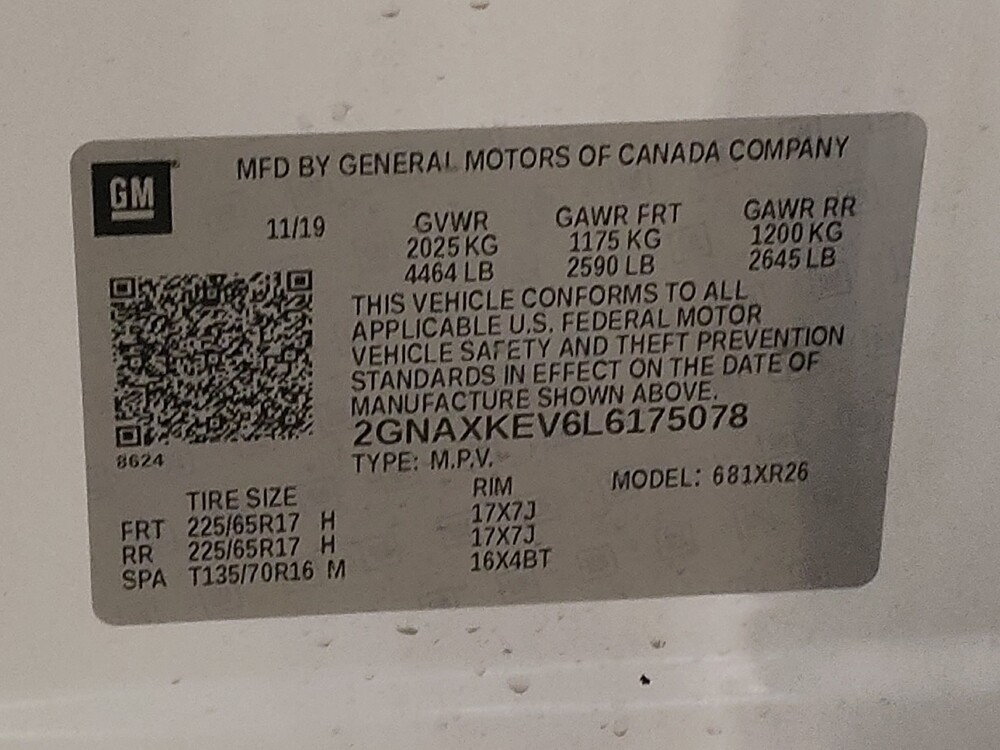 GM
MFD BY GENERAL MOTORS OF CANADA COMPANY
11/19 GVWR GAWR FRT GAWR RR
2025 KG 1175 KG 1200 KG
4464 LB 2590 LB 2645 LB
THIS VEHICLE CONFORMS TO ALL
APPLICABLE U.S. FEDERAL MOTOR
VEHICLE SAFETY AND THEFT PREVENTION
STANDARDS IN EFFECT ON THE DATE OF
MANUFACTURE SHOWN ABOVE.
2GNAXKEV6L6175078
8624
TYPE: M.P.V. MODEL: 681XR26
TIRE SIZE RIM
FRT 225/65R17 H 17X7J
RR 225/65R17 H 17X7J
SPA T135/70R16 M 16X4BT